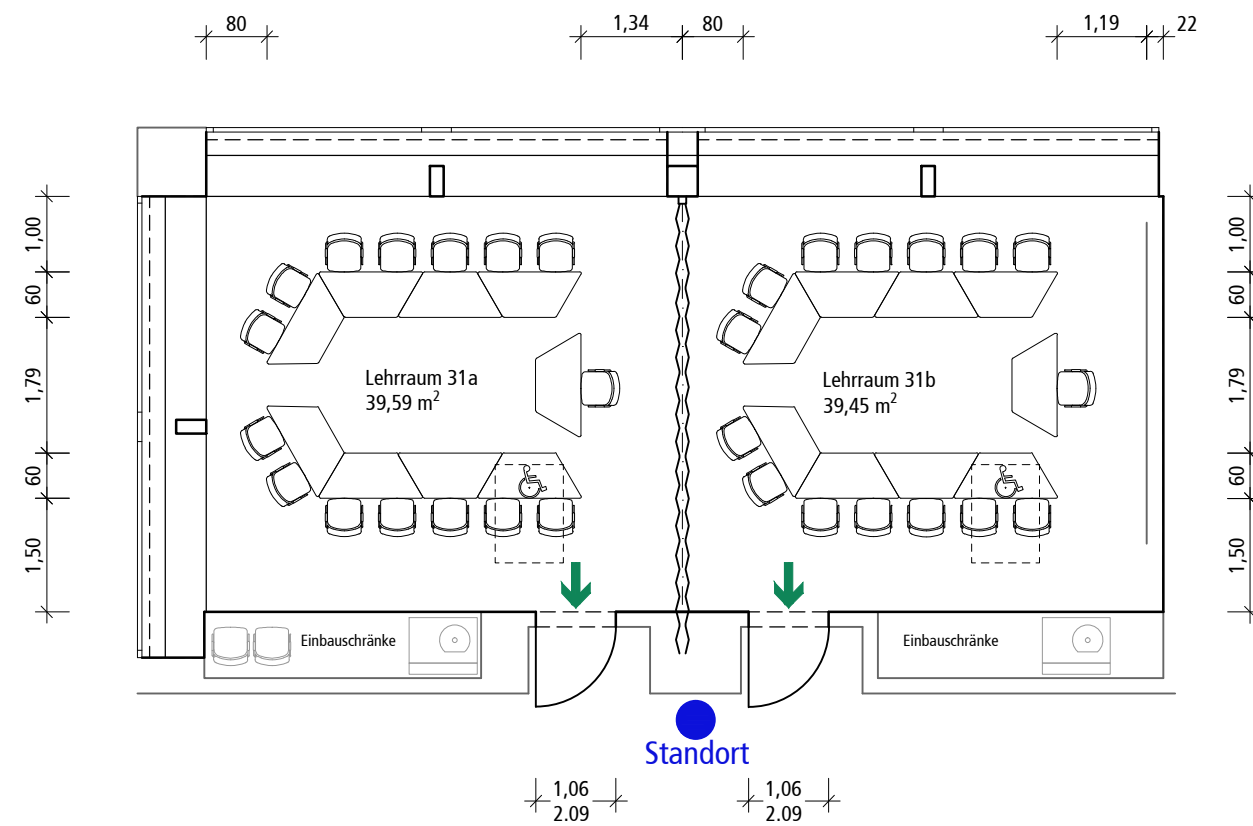 80
1,34
80
1,19
22
1,00
60
1,79
60
1,50
Lehrraum 31a
39,59 m²
Lehrraum 31b
39,45 m²
1,00
60
1,79
60
1,50
Einbauschränke
Einbauschränke
Standort
1,06
2.09
1,06
2.09